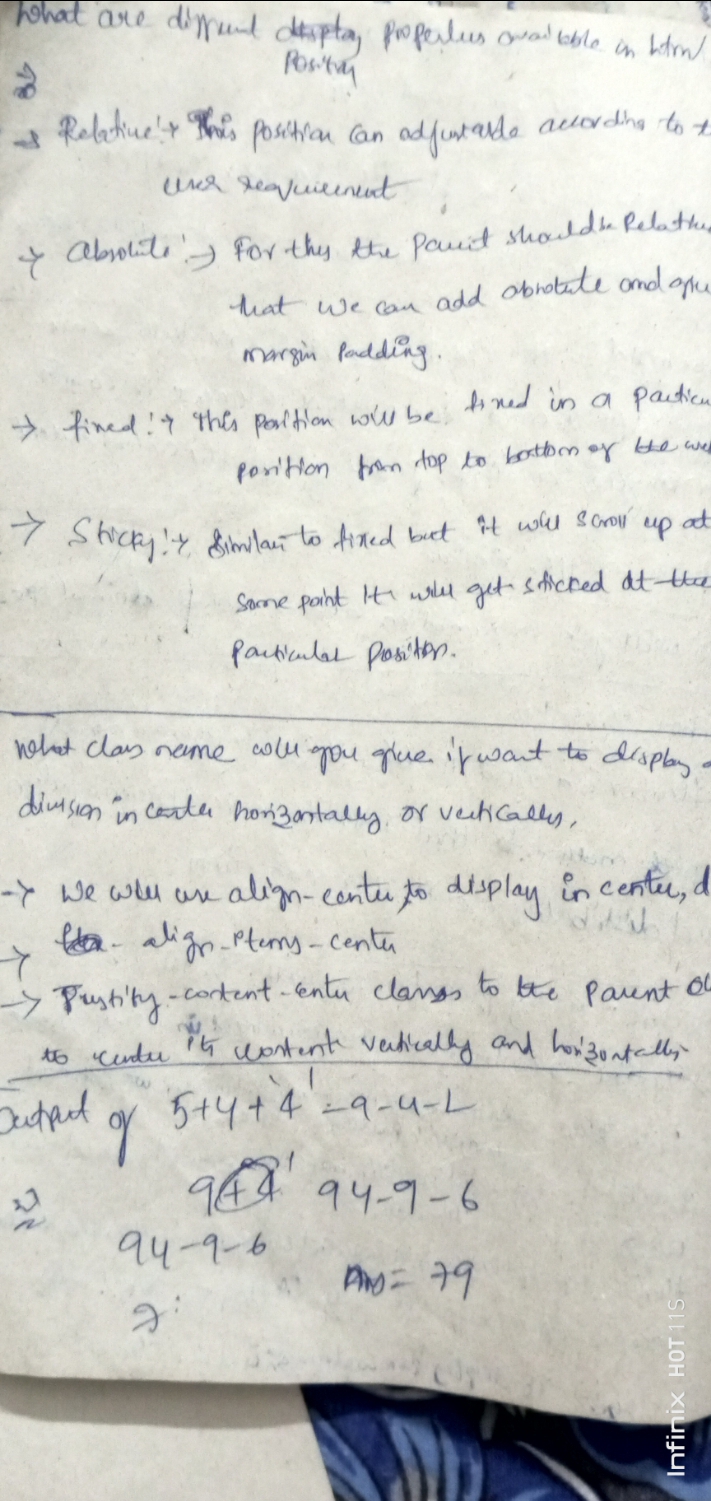 What are diffrent properties available in html
Position
→ Relative :→ This position can adjustable according to t
user requirement
→ Absolute :→ For this the parent should be Relative
that we can add absolute and
margin padding.
→ fixed :→ this position will be fixed in a particu
position from top to bottom of the we
→ Sticky :→ Similar to fixed but it will scroll up at
some point It will get sticked at the
particular position.
What class name will you give if want to display a
division in center horizontally or vertically,
→ We will use align-center, to display in center, d
→ align-items-center
→ Justify-content-center classes to the parent
to center its content vertically and horizontally
Output of 5+4+'4'-9-4-2
9+4' 94-9-6
94-9-6
Ans = 79
Infinix HOT 11S